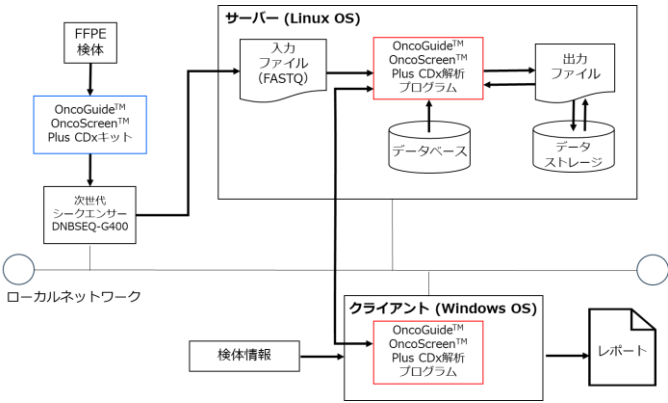 サーバー (Linux OS)
FFPE
検体
OncoGuide™
OncoScreen™
Plus CDxキット
次世代
シークエンサー
DNBSEQ-G400
入力
ファイル
(FASTQ)
OncoGuide™
OncoScreen™
Plus CDx解析
プログラム
出力
ファイル
データベース
データ
ストレージ
ローカルネットワーク
クライアント (Windows OS)
検体情報
OncoGuide™
OncoScreen™
Plus CDx解析
プログラム
レポート